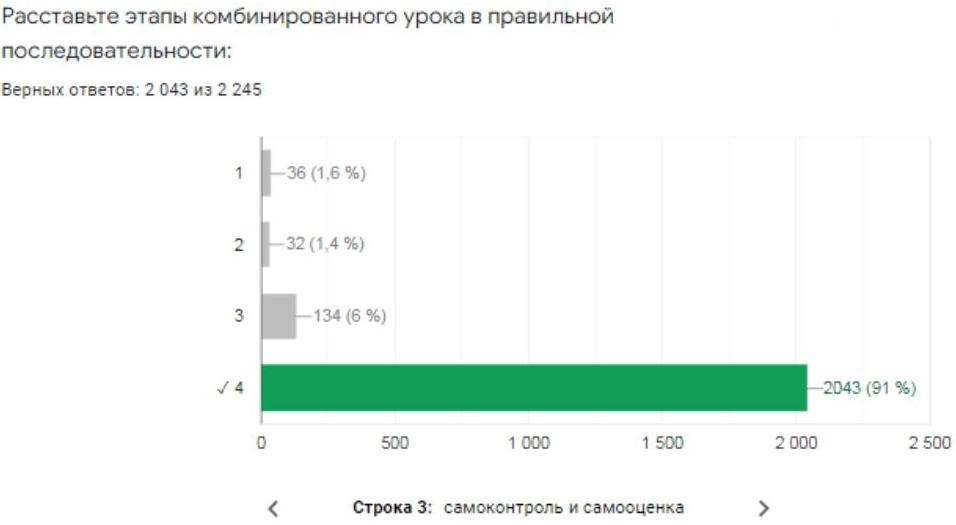 Расставьте этапы комбинированного урока в правильной
последовательности:
Верных ответов: 2 043 из 2 245
1
36 (1,6 %)
2
32 (1,4 %)
3
134 (6 %)
✓ 4
2043 (91 %)
0 500 1 000 1 500 2 000 2 500
Строка 3: самоконтроль и самооценка